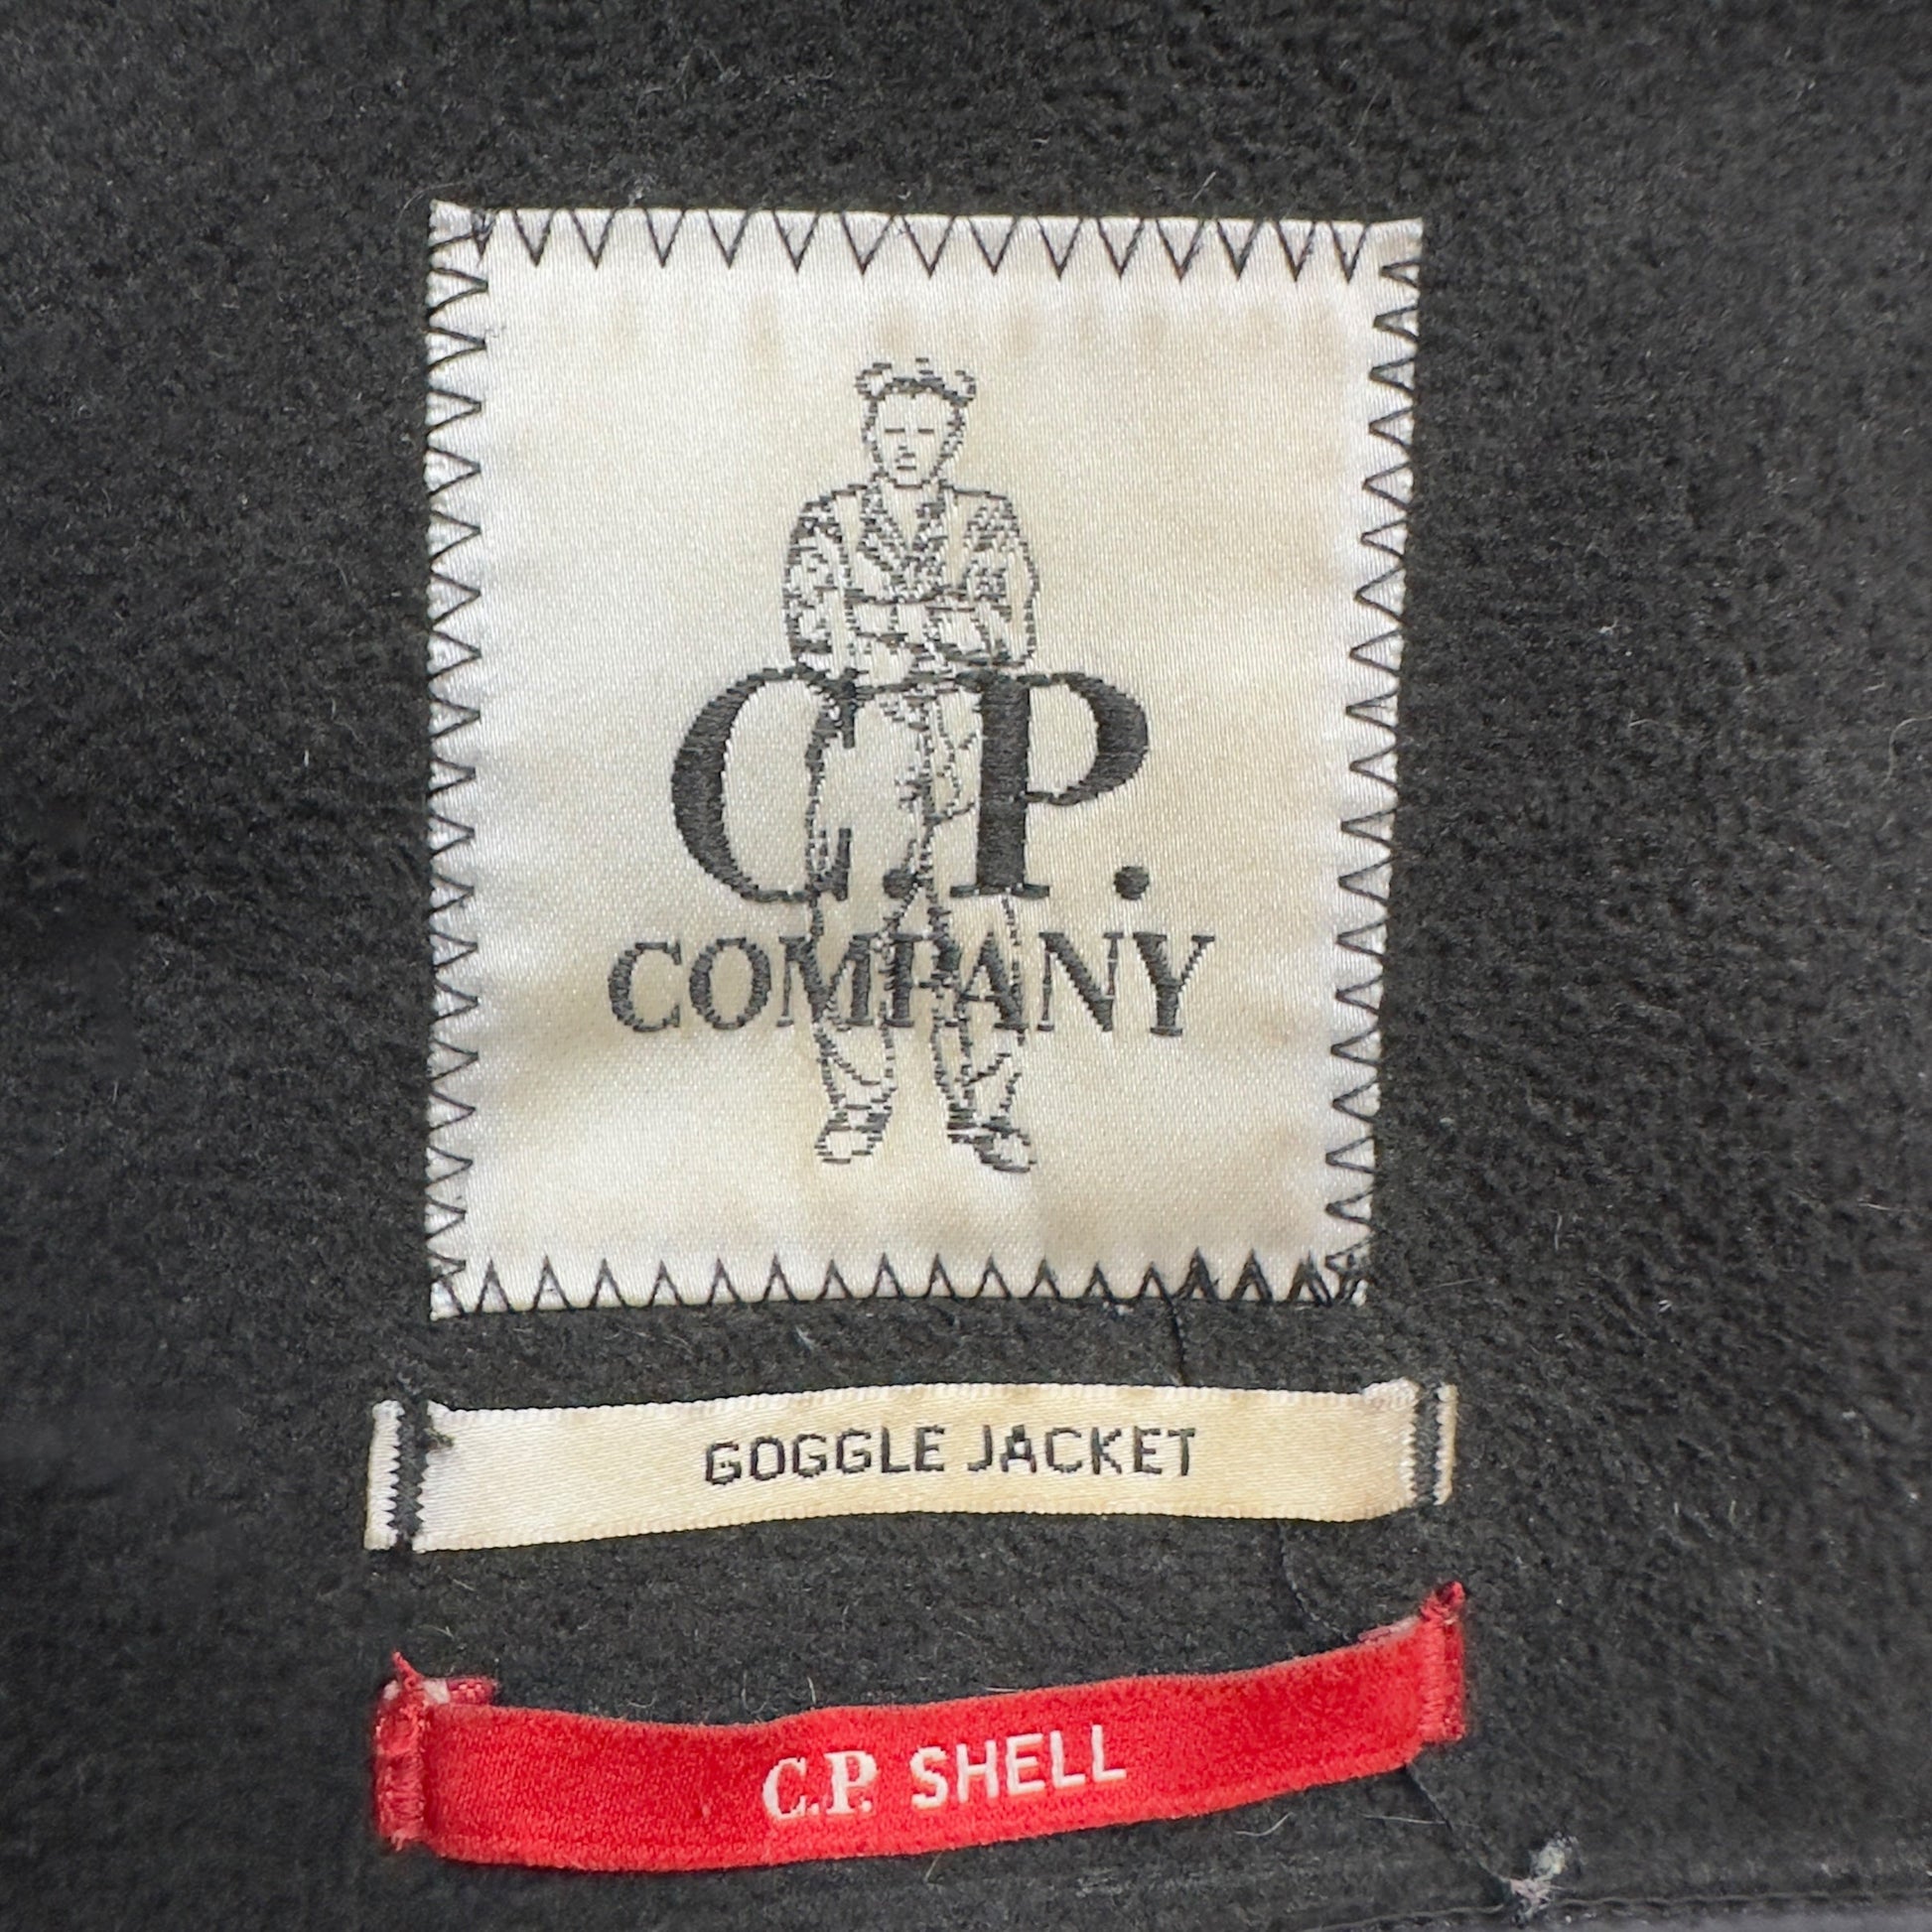 C.P.
COMPANY
GOGGLE JACKET
C.P. SHELL